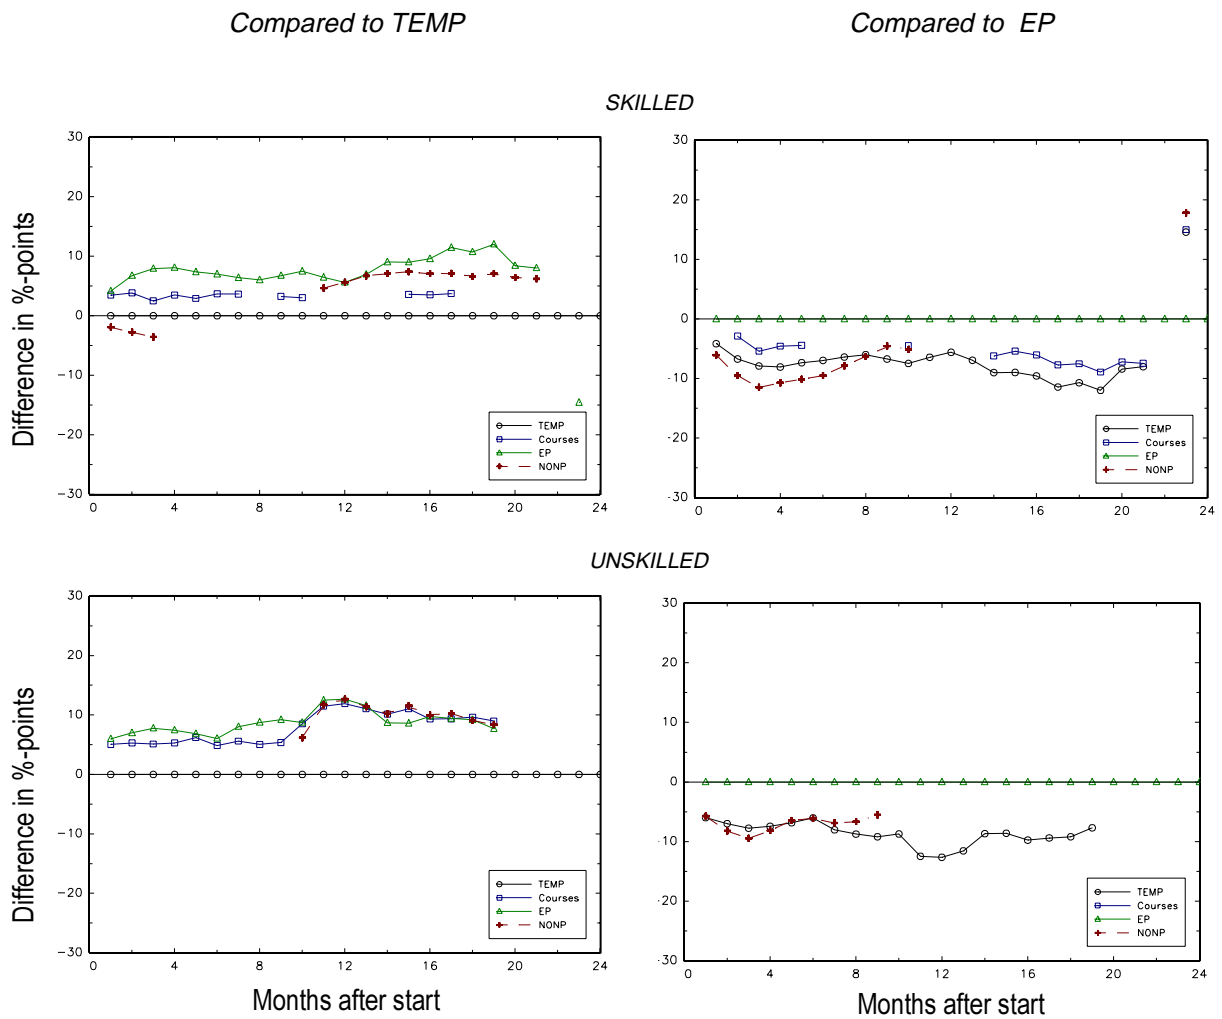 Compared to TEMP
Compared to EP
SKILLED
Difference in %-points
30
20
10
0
−10
−20
−30
0 4 8 12 16 20 24
TEMP
Courses
EP
NONP
30
20
10
0
-10
-20
-30
0 4 8 12 16 20 24
TEMP
Courses
EP
NONP
UNSKILLED
Difference in %-points
30
20
10
0
−10
−20
−30
0 4 8 12 16 20 24
TEMP
Courses
EP
NONP
Months after start
30
20
10
0
-10
-20
-30
0 4 8 12 16 20 24
TEMP
Courses
EP
NONP
Months after start